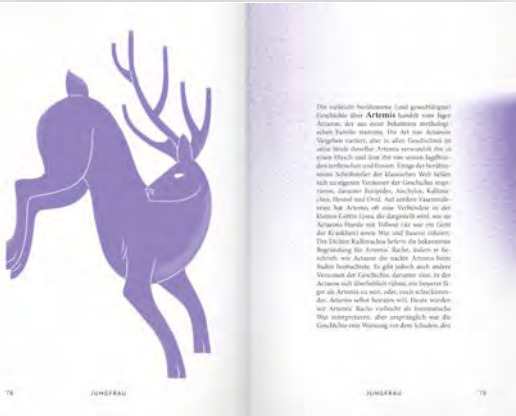 Die vielleicht berühmteste (und gewalttätigste)
Geschichte über Artemis handelt vom Jäger
Actaeon, der aus einer bekannten mythologi-
schen Familie stammte. Die Art von Actaeons
Vergehen variiert, aber in allen Geschichten ist
seine Strafe dieselbe: Artemis verwandelt ihn in
einen Hirsch und lässt ihn von seinen Jagdhun-
den zerfleischen und fressen. Einige der berühm-
testen Schriftsteller der klassischen Welt ließen
sich zu eigenen Versionen der Geschichte inspi-
rieren, darunter Euripides, Aischylos, Kallima-
chos, Hesiod und Ovid. Auf antiken Vasenmale-
reien hat Artemis oft eine Verbündete in der
kleinen Göttin Lyssa, die dargestellt wird, wie sie
Actaeons Hunde mit Tollwut (sie war ein Geist
der Krankheit) sowie Wut und Raserei infiziert.
Der Dichter Kallimachos lieferte die bekannteste
Begründung für Artemis' Rache, indem er be-
schrieb, wie Actaeon die nackte Artemis beim
Baden beobachtete. Es gibt jedoch auch andere
Versionen der Geschichte, darunter eine, in der
Actaeon sich überheblich rühmt, ein besserer Jä-
ger als Artemis zu sein, oder, noch schockieren-
der, Artemis selbst heiraten will. Heute würden
wir Artemis' Rache vielleicht als feministische
Wut interpretieren, aber ursprünglich war die
Geschichte eine Warnung vor dem Schaden, den
78
JUNGFRAU
JUNGFRAU
79